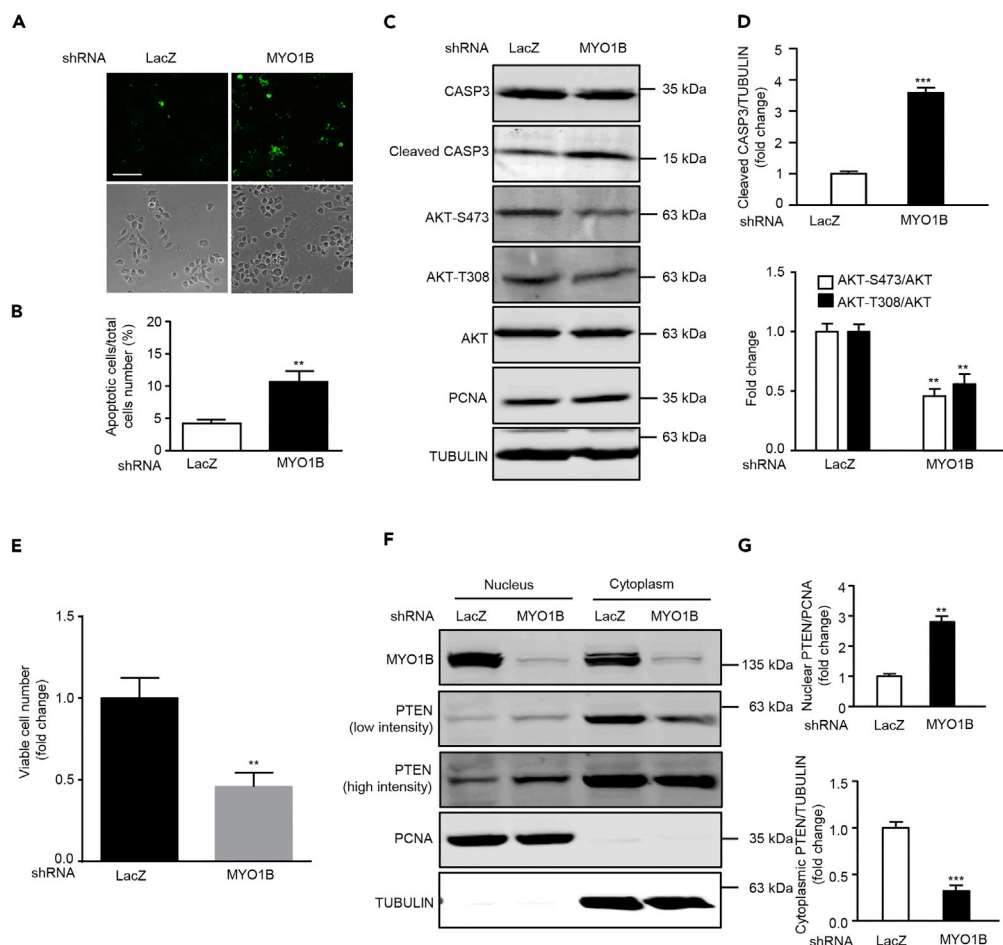 A
shRNA LacZ MYO1B
B
Apoptotic cells/total
cells number (%)
20
15
10
5
0
**
shRNA LacZ MYO1B
C
shRNA LacZ MYO1B
CASP3 35 kDa
Cleaved CASP3 15 kDa
AKT-S473 63 kDa
AKT-T308 63 kDa
AKT 63 kDa
PCNA 35 kDa
63 kDa
TUBULIN
D
Cleaved CASP3/TUBULIN
(fold change)
5
4
3
2
1
0
***
shRNA LacZ MYO1B
Fold change
1.5
1.0
0.5
0.0
AKT-S473/AKT
AKT-T308/AKT
** **
LacZ MYO1B
E
Viable cell number
(fold change)
1.5
1.0
0.5
0.0
**
shRNA LacZ MYO1B
F
Nucleus Cytoplasm
shRNA LacZ MYO1B LacZ MYO1B
MYO1B 135 kDa
63 kDa
PTEN
(low intensity)
PTEN
(high intensity)
PCNA 35 kDa
63 kDa
TUBULIN
G
Nuclear PTEN/PCNA
(fold change)
4
3
2
1
0
**
shRNA LacZ MYO1B
Cytoplasmic PTEN/TUBULIN
(fold change)
1.5
1.0
0.5
0.0
***
shRNA LacZ MYO1B